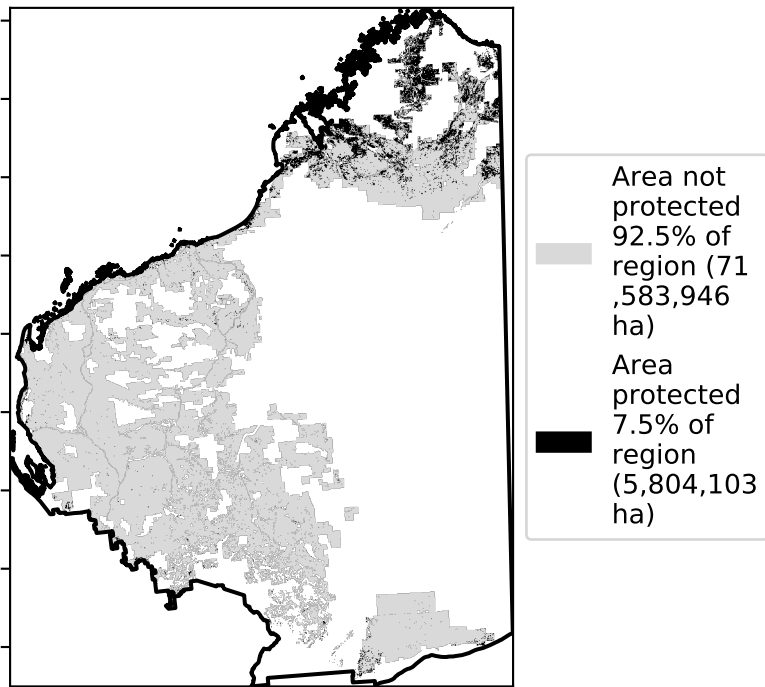 Area not
protected
92.5% of
region (71
,583,946
ha)
Area
protected
7.5% of
region
(5,804,103
ha)